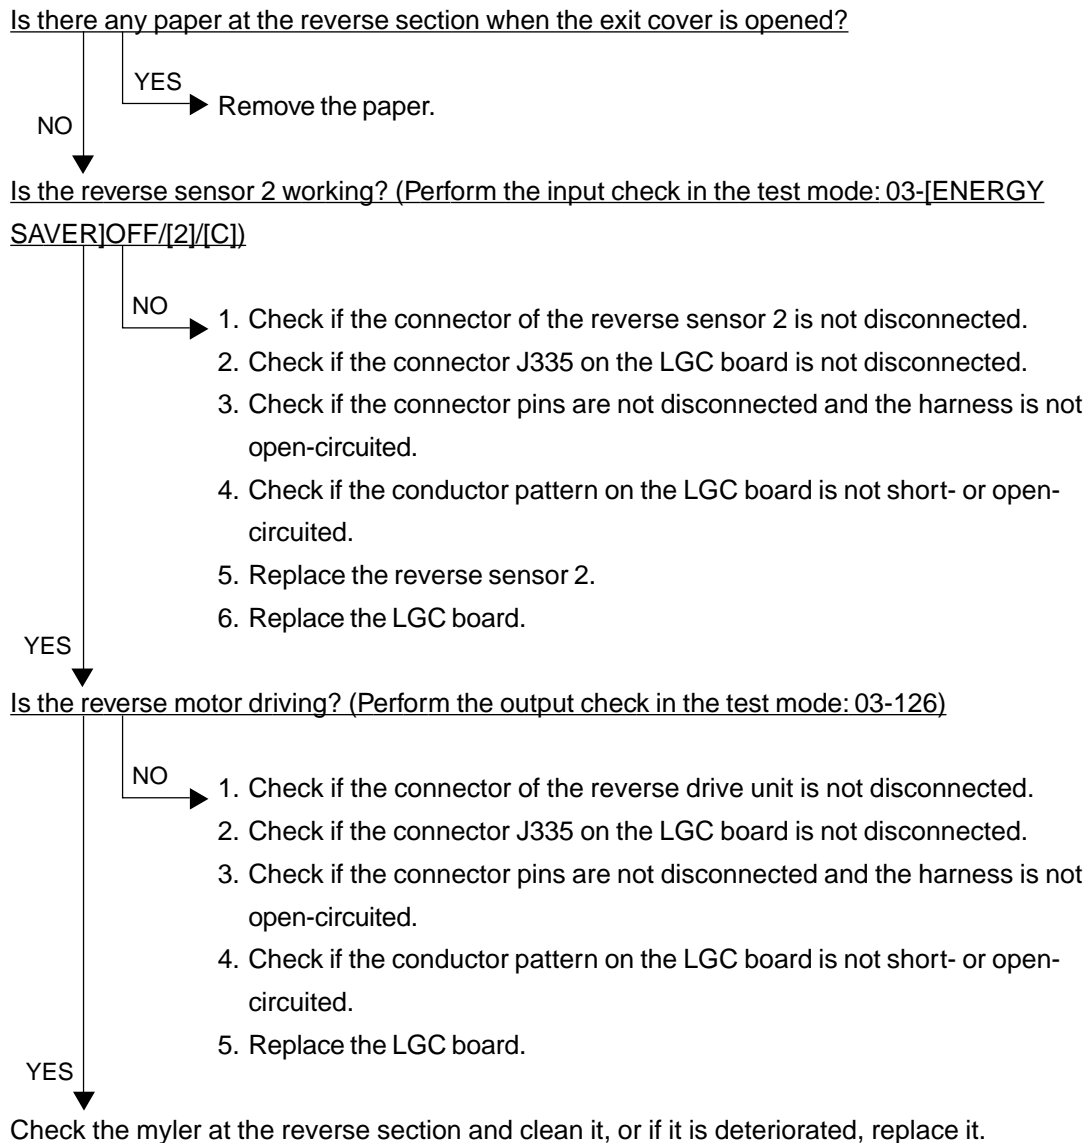 Is there any paper at the reverse section when the exit cover is opened?
YES
Remove the paper.
NO
Is the reverse sensor 2 working? (Perform the input check in the test mode: 03-[ENERGY
SAVER]OFF/[2]/[C])
NO
1. Check if the connector of the reverse sensor 2 is not disconnected.
2. Check if the connector J335 on the LGC board is not disconnected.
3. Check if the connector pins are not disconnected and the harness is not
open-circuited.
4. Check if the conductor pattern on the LGC board is not short- or open-
circuited.
5. Replace the reverse sensor 2.
6. Replace the LGC board.
YES
Is the reverse motor driving? (Perform the output check in the test mode: 03-126)
NO
1. Check if the connector of the reverse drive unit is not disconnected.
2. Check if the connector J335 on the LGC board is not disconnected.
3. Check if the connector pins are not disconnected and the harness is not
open-circuited.
4. Check if the conductor pattern on the LGC board is not short- or open-
circuited.
5. Replace the LGC board.
YES
Check the myler at the reverse section and clean it, or if it is deteriorated, replace it.